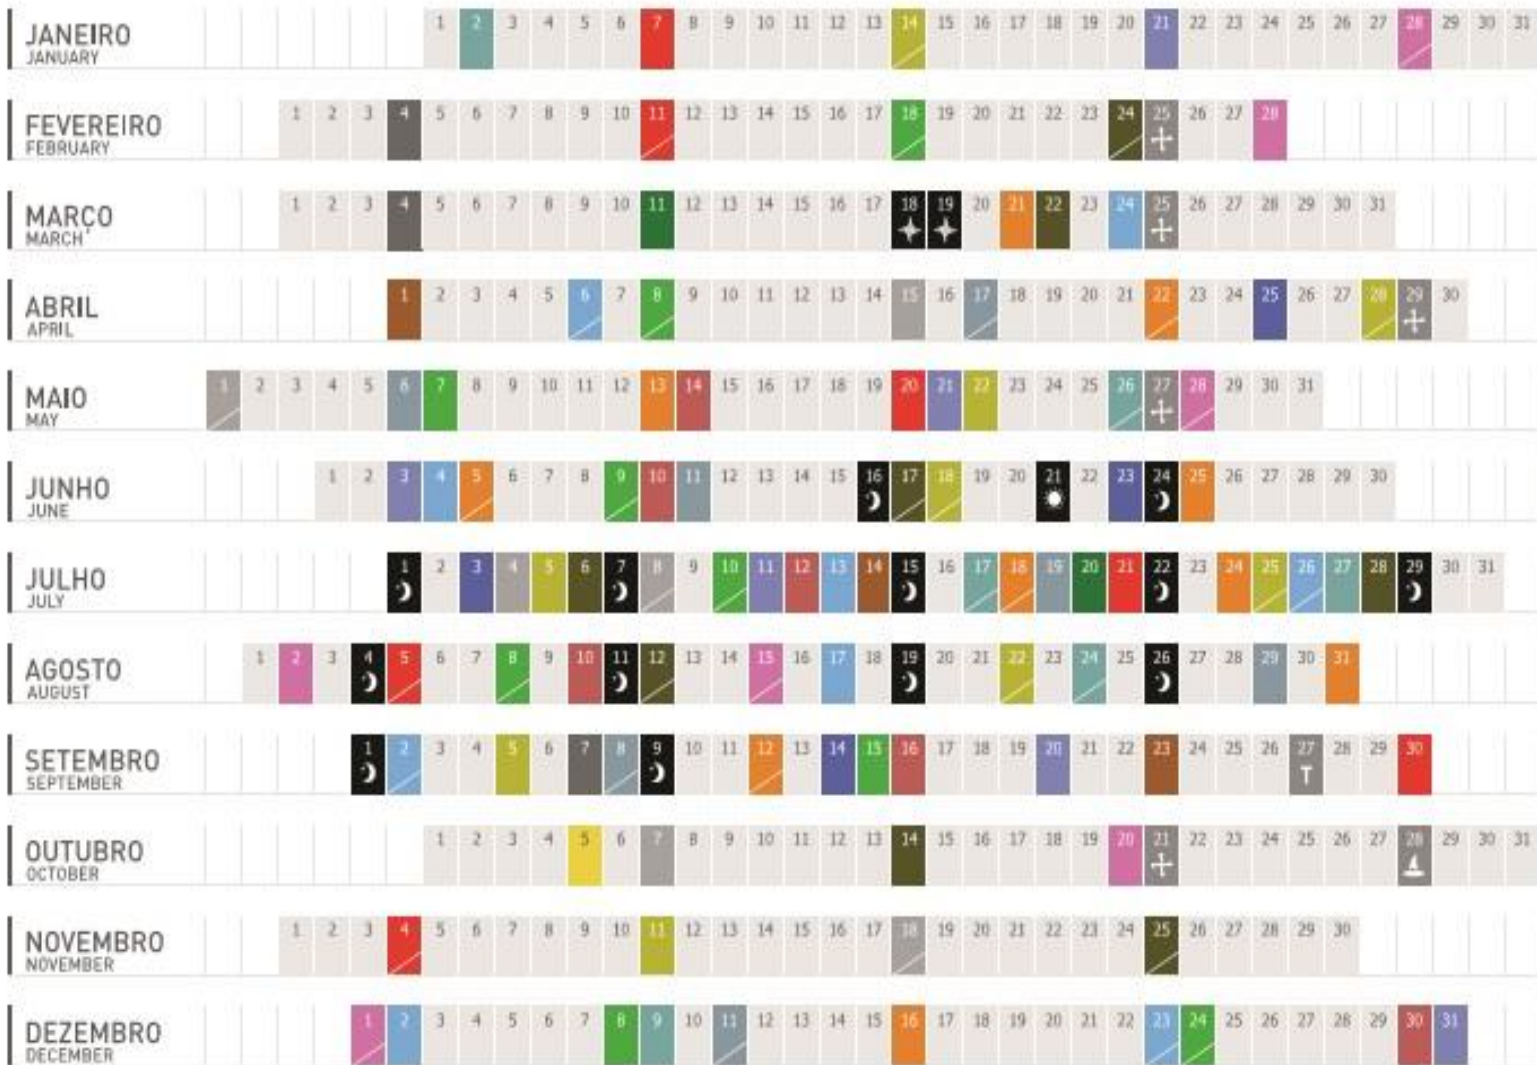 JANEIRO 1 2 3 4 5 6 7 8 9 10 11 12 13 14 15 16 17 18 19 20 21 22 23 24 25 26 27 28 29 30 31
JANUARY
FEVEREIRO 1 2 3 4 5 6 7 8 9 10 11 12 13 14 15 16 17 18 19 20 21 22 23 24 25 26 27 28
FEBRUARY
MARÇO 1 2 3 4 5 6 7 8 9 10 11 12 13 14 15 16 17 18 19 20 21 22 23 24 25 26 27 28 29 30 31
MARCH
ABRIL 1 2 3 4 5 6 7 8 9 10 11 12 13 14 15 16 17 18 19 20 21 22 23 24 25 26 27 28 29 30
APRIL
MAIO 1 2 3 4 5 6 7 8 9 10 11 12 13 14 15 16 17 18 19 20 21 22 23 24 25 26 27 28 29 30 31
MAY
JUNHO 1 2 3 4 5 6 7 8 9 10 11 12 13 14 15 16 17 18 19 20 21 22 23 24 25 26 27 28 29 30
JUNE
JULHO 1 2 3 4 5 6 7 8 9 10 11 12 13 14 15 16 17 18 19 20 21 22 23 24 25 26 27 28 29 30 31
JULY
AGOSTO 1 2 3 4 5 6 7 8 9 10 11 12 13 14 15 16 17 18 19 20 21 22 23 24 25 26 27 28 29 30 31
AUGUST
SETEMBRO 1 2 3 4 5 6 7 8 9 10 11 12 13 14 15 16 17 18 19 20 21 22 23 24 25 26 27 28 29 30
SEPTEMBER
OUTUBRO 1 2 3 4 5 6 7 8 9 10 11 12 13 14 15 16 17 18 19 20 21 22 23 24 25 26 27 28 29 30 31
OCTOBER
NOVEMBRO 1 2 3 4 5 6 7 8 9 10 11 12 13 14 15 16 17 18 19 20 21 22 23 24 25 26 27 28 29 30
NOVEMBER
DEZEMBRO 1 2 3 4 5 6 7 8 9 10 11 12 13 14 15 16 17 18 19 20 21 22 23 24 25 26 27 28 29 30 31
DECEMBER